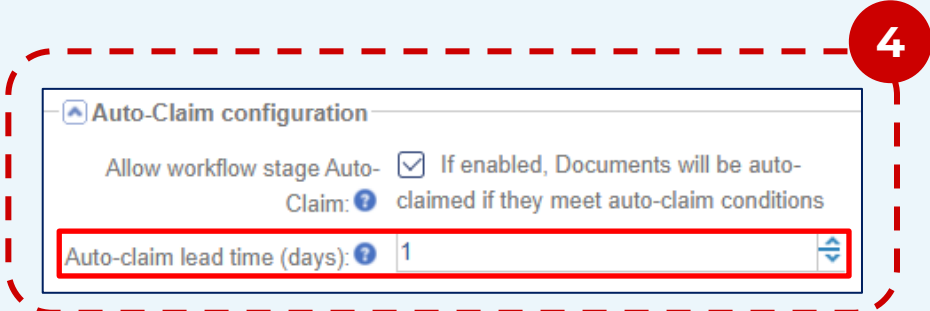 4
Auto-Claim configuration
Allow workflow stage Auto- If enabled, Documents will be auto-
Claim: ? claimed if they meet auto-claim conditions
Auto-claim lead time (days): ? 1